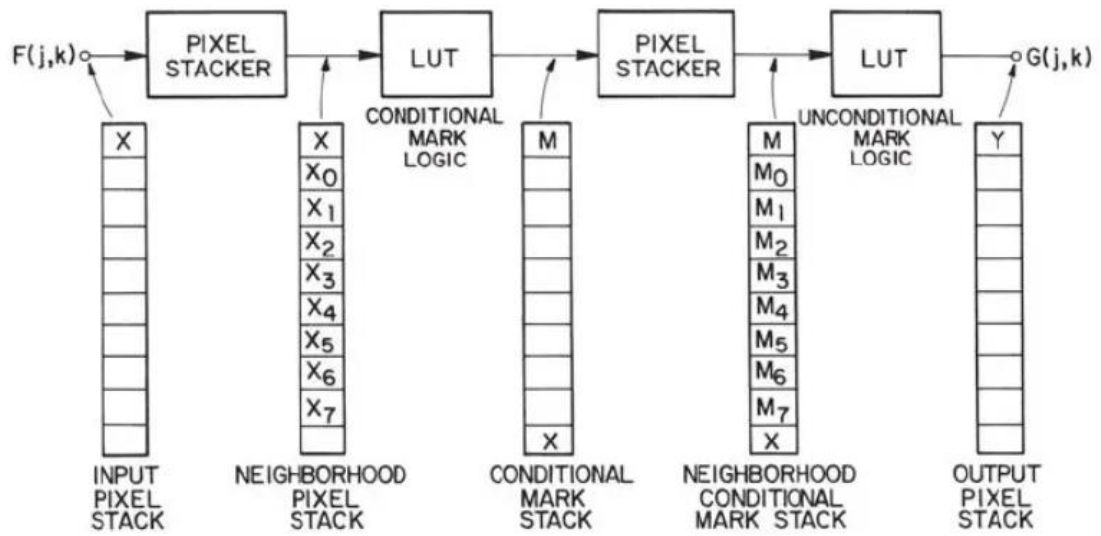 F(j,k)
PIXEL
STACKER
LUT
PIXEL
STACKER
LUT
G(j,k)
CONDITIONAL
MARK
LOGIC
UNCONDITIONAL
MARK
LOGIC
X
X
X0
X1
X2
X3
X4
X5
X6
X7
M
X
M
M0
M1
M2
M3
M4
M5
M6
M7
X
Y
INPUT
PIXEL
STACK
NEIGHBORHOOD
PIXEL
STACK
CONDITIONAL
MARK
STACK
NEIGHBORHOOD
CONDITIONAL
MARK STACK
OUTPUT
PIXEL
STACK